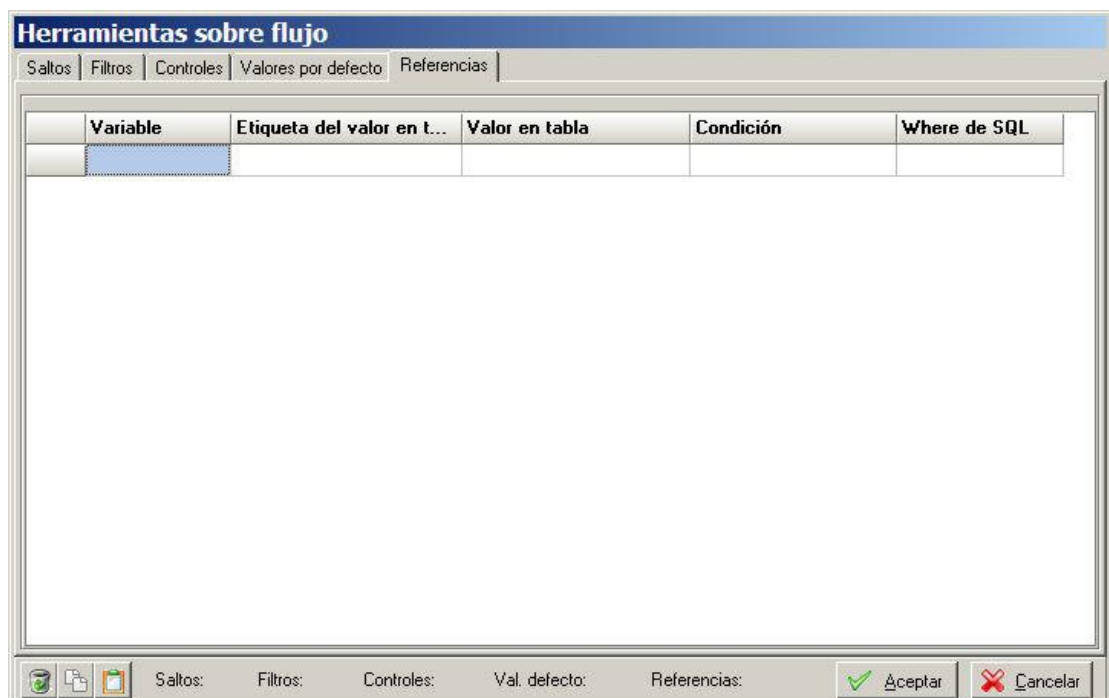 Herramientas sobre flujo
Saltos Filtros Controles Valores por defecto Referencias
Variable Etiqueta del valor en t... Valor en tabla Condición Where de SQL
Saltos: Filtros: Controles: Val. defecto: Referencias: Aceptar Cancelar